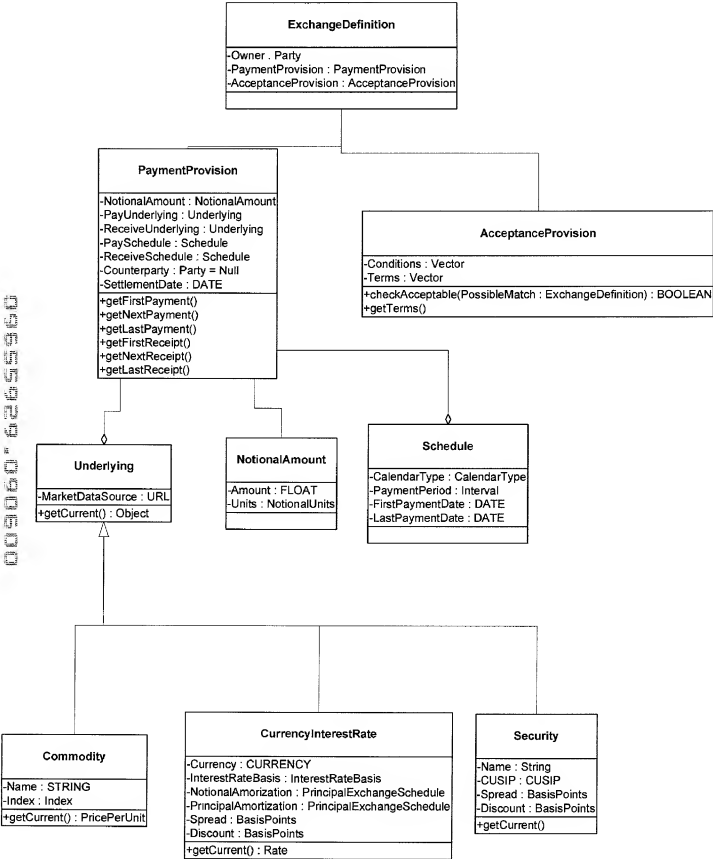 ExchangeDefinition
-Owner . Party
-PaymentProvision : PaymentProvision
-AcceptanceProvision : AcceptanceProvision
PaymentProvision
-NotionalAmount : NotionalAmount
-PayUnderlying : Underlying
-ReceiveUnderlying : Underlying
-PaySchedule : Schedule
-ReceiveSchedule : Schedule
-Counterparty : Party = Null
-SettlementDate : DATE
+getFirstPayment()
+getNextPayment()
+getLastPayment()
+getFirstReceipt()
+getNextReceipt()
+getLastReceipt()
AcceptanceProvision
-Conditions : Vector
-Terms : Vector
+checkAcceptable(PossibleMatch : ExchangeDefinition) : BOOLEAN
+getTerms()
Underlying
-MarketDataSource : URL
+getCurrent() : Object
NotionalAmount
-Amount : FLOAT
-Units : NotionalUnits
Schedule
-CalendarType : CalendarType
-PaymentPeriod : Interval
-FirstPaymentDate : DATE
-LastPaymentDate : DATE
Commodity
-Name : STRING
-Index : Index
+getCurrent() : PricePerUnit
CurrencyInterestRate
-Currency : CURRENCY
-InterestRateBasis : InterestRateBasis
-NotionalAmorization : PrincipalExchangeSchedule
-PrincipalAmortization : PrincipalExchangeSchedule
-Spread : BasisPoints
-Discount : BasisPoints
+getCurrent() : Rate
Security
-Name : String
-CUSIP : CUSIP
-Spread : BasisPoints
-Discount : BasisPoints
+getCurrent()